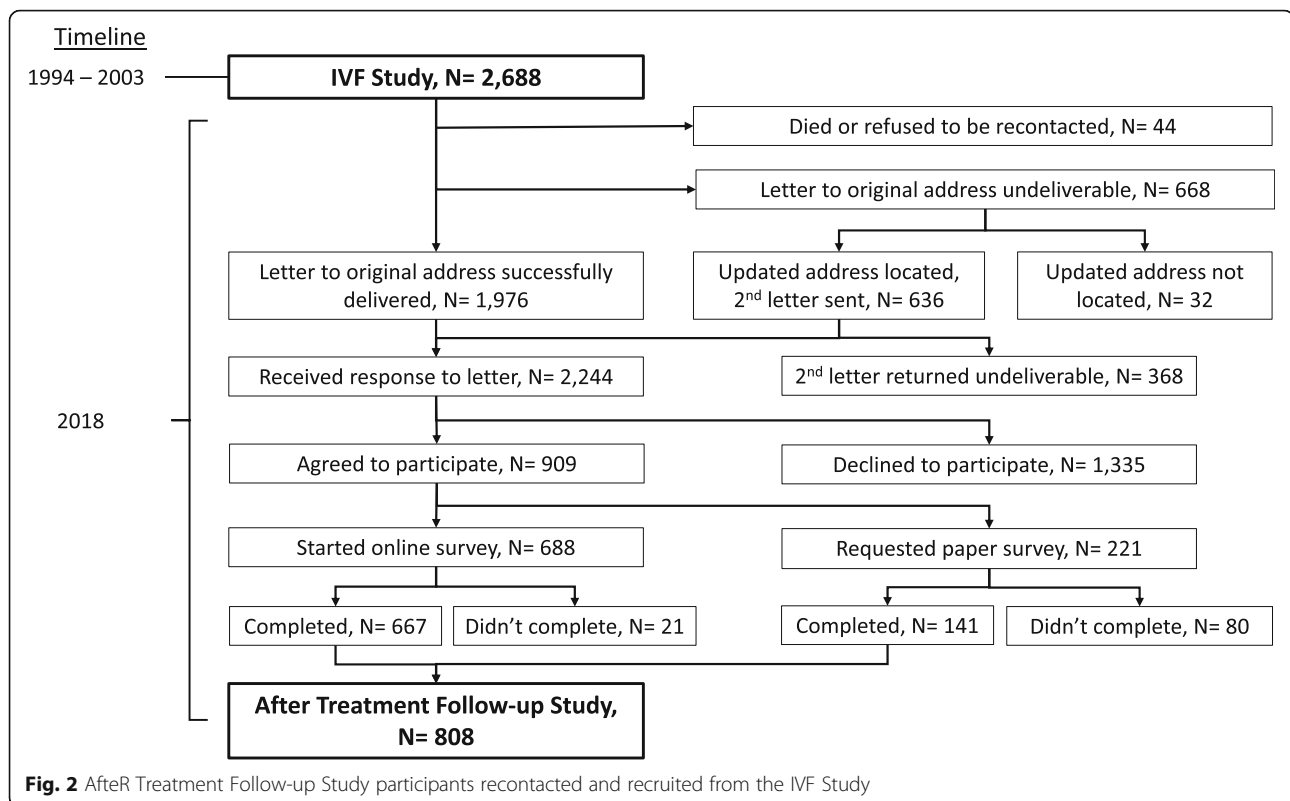 Timeline
1994 – 2003
IVF Study, N= 2,688
Died or refused to be recontacted, N= 44
Letter to original address undeliverable, N= 668
Letter to original address successfully
delivered, N= 1,976
Updated address located,
2nd letter sent, N= 636
Updated address not
located, N= 32
Received response to letter, N= 2,244
2nd letter returned undeliverable, N= 368
2018
Agreed to participate, N= 909
Declined to participate, N= 1,335
Started online survey, N= 688
Requested paper survey, N= 221
Completed, N= 667
Didn't complete, N= 21
Completed, N= 141
Didn't complete, N= 80
After Treatment Follow-up Study,
N= 808
Fig. 2 AfteR Treatment Follow-up Study participants recontacted and recruited from the IVF Study